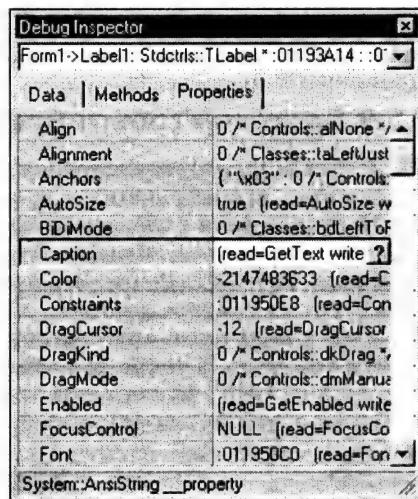 Debug Inspector
Form1->Label1: Stdctrls::TLabel * :01193A14 : :0
Data Methods Properties
Align 0 /* Controls::alNone */
Alignment 0 /* Classes::taLeftJust
Anchors { "\x03" : 0 /* Controls:
AutoSize true {read=AutoSize w
BiDiMode 0 /* Classes::bdLeftToF
Caption {read=GetText write ?
Color -2147483633 {read=C
Constraints :011950E8 {read=Con
DragCursor -12 {read=DragCursor
DragKind 0 /* Controls::dkDrag *
DragMode 0 /* Controls::dmManua
Enabled {read=GetEnabled write
FocusControl NULL {read=FocusCo
Font :011950C0 {read=Fon
System::AnsiString __property